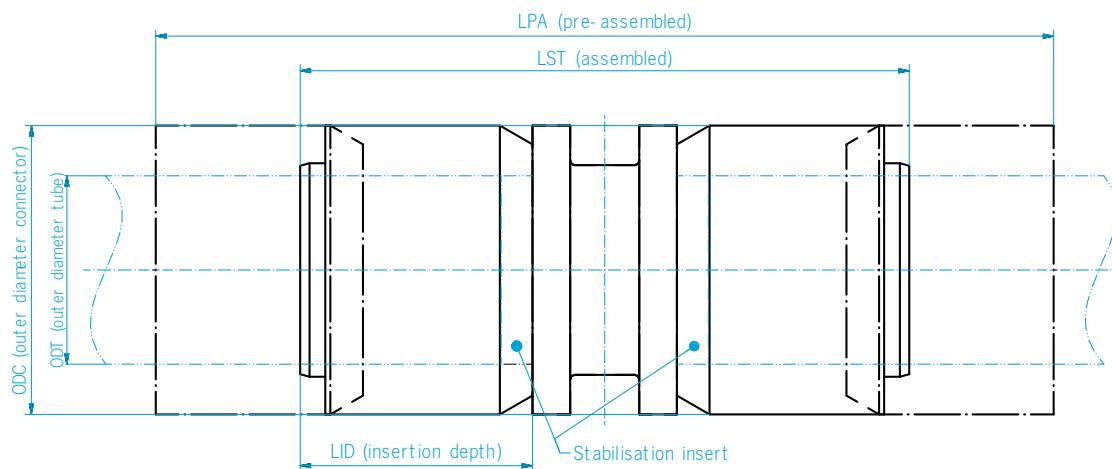 LPA (pre-assembled)
LST (assembled)
ODC (outer diameter connector)
ODT (outer diameter tube)
LID (insertion depth)
Stabilisation insert